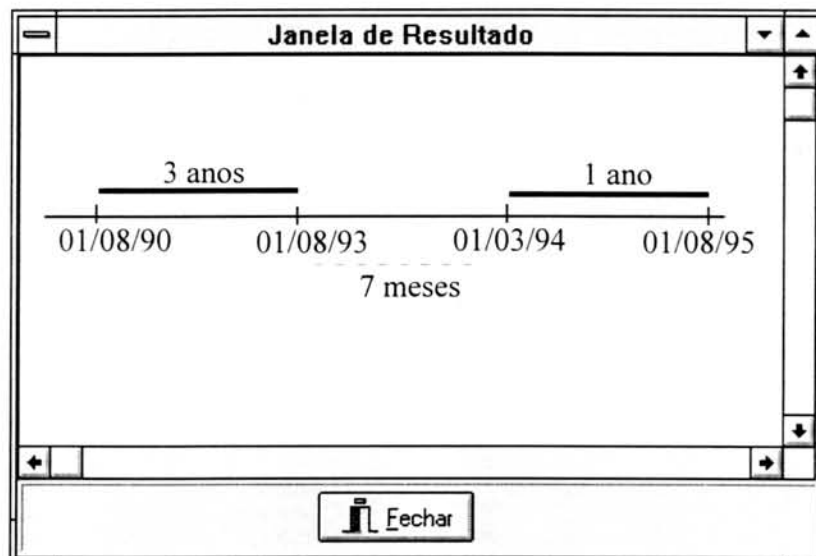 Janela de Resultado
3 anos 1 ano
01/08/90 01/08/93 01/03/94 01/08/95
7 meses
Fechar